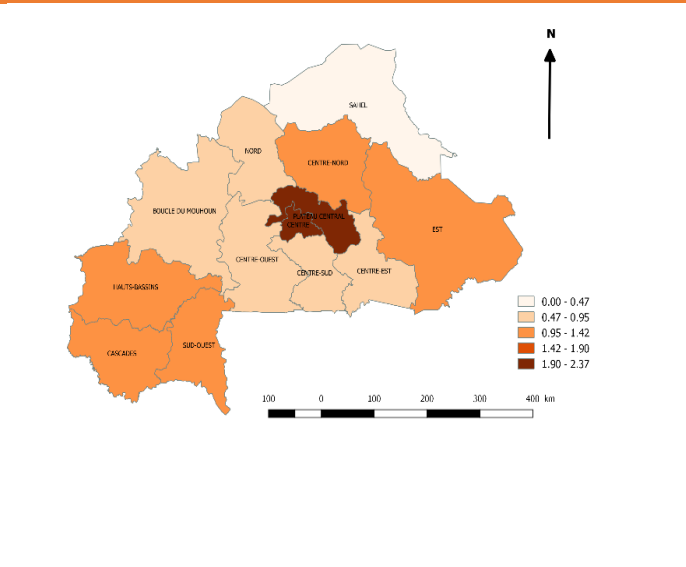 N
SAHEL
NORD
CENTRE-NORD
BOUCLE DU MOUHOUN
PLATEAU CENTRAL
CENTRE
EST
CENTRE-OUEST
CENTRE-SUD
CENTRE EST
HAUTS-BASSINS
SUD-OUEST
CASCADES
0.00 - 0.47
0.47 - 0.95
0.95 - 1.42
1.42 - 1.90
1.90 - 2.37
100 0 100 200 300 400 km